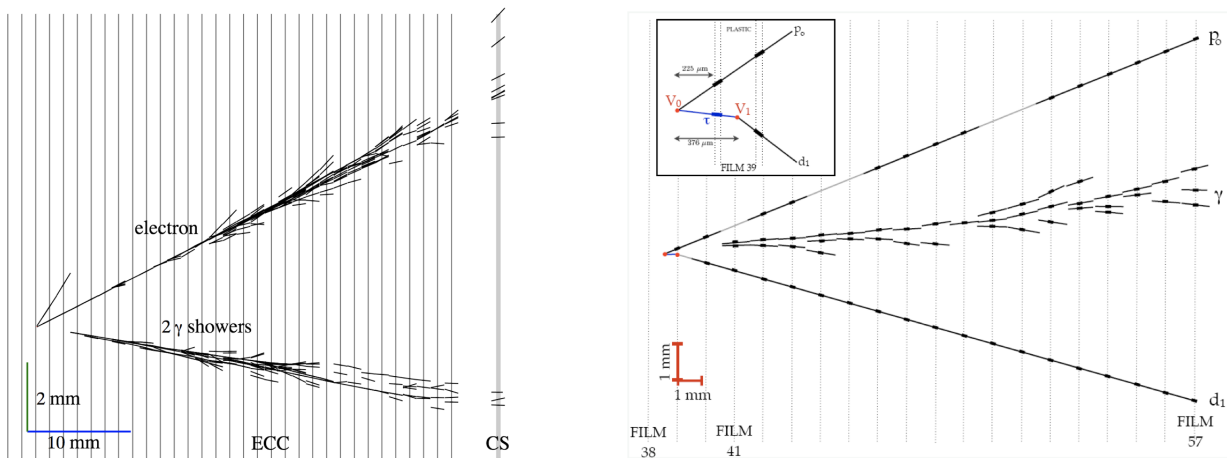 electron
2 γ showers
2 mm
10 mm
ECC
CS
PLASTIC
p₀
225 μm
V₀
V₁
τ
376 μm
d₁
FILM 39
p₀
γ
1 mm
1 mm
d₁
FILM
38
FILM
41
FILM
57